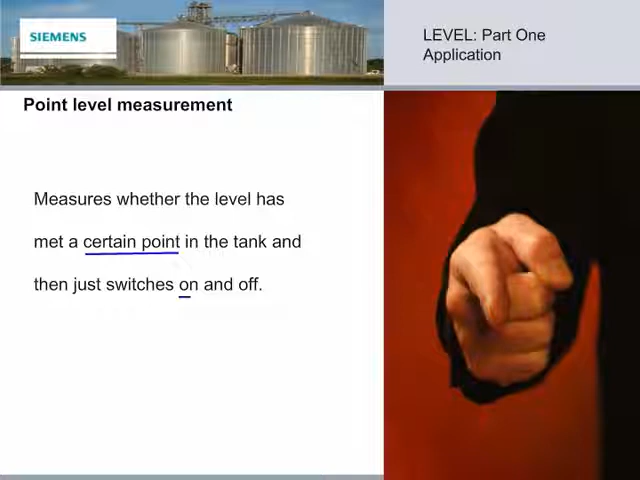 SIEMENS
LEVEL: Part One
Application
Point level measurement
Measures whether the level has
met a certain point in the tank and
then just switches on and off.